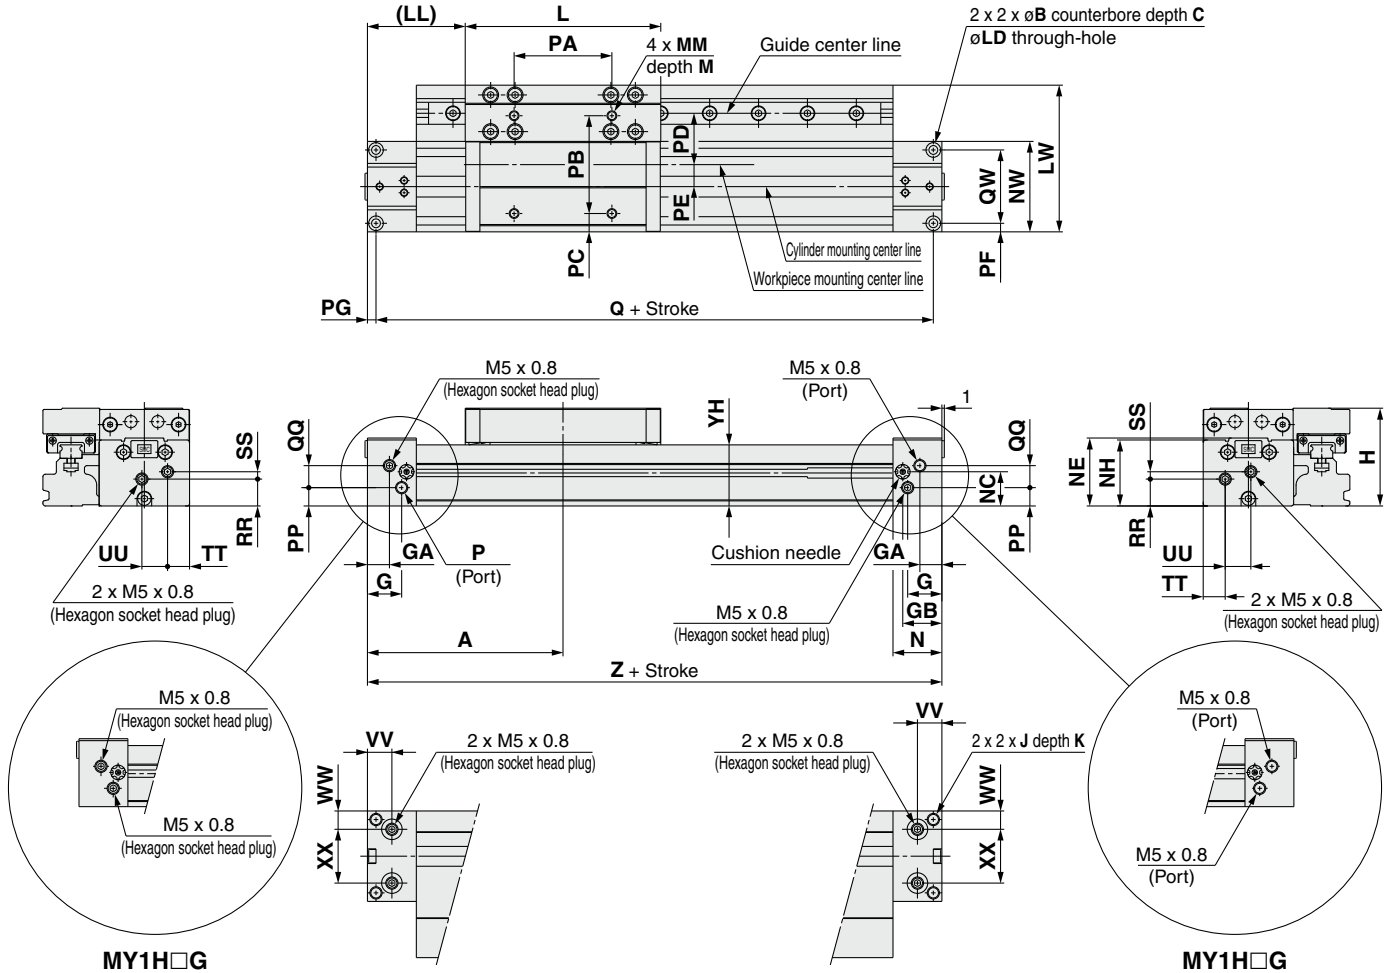 (LL)
L
2 x 2 x øB counterbore depth C
øLD through-hole
PA
4 x MM
depth M
Guide center line
PB
PD
PE
PC
QW
NW
LW
PF
Cylinder mounting center line
Workpiece mounting center line
PG
Q + Stroke
M5 x 0.8
(Hexagon socket head plug)
M5 x 0.8
(Port)
1
SS
RR
UU
TT
2 x M5 x 0.8
(Hexagon socket head plug)
QQ
PP
YH
NC
QQ
PP
GA
G
P
(Port)
Cushion needle
GA
G
GB
N
M5 x 0.8
(Hexagon socket head plug)
A
Z + Stroke
SS
NE
NH
RR
H
UU
TT
2 x M5 x 0.8
(Hexagon socket head plug)
M5 x 0.8
(Hexagon socket head plug)
M5 x 0.8
(Hexagon socket head plug)
MY1H□G
VV
2 x M5 x 0.8
(Hexagon socket head plug)
WW
XX
VV
2 x M5 x 0.8
(Hexagon socket head plug)
2 x 2 x J depth K
WW
XX
M5 x 0.8
(Port)
M5 x 0.8
(Port)
MY1H□G